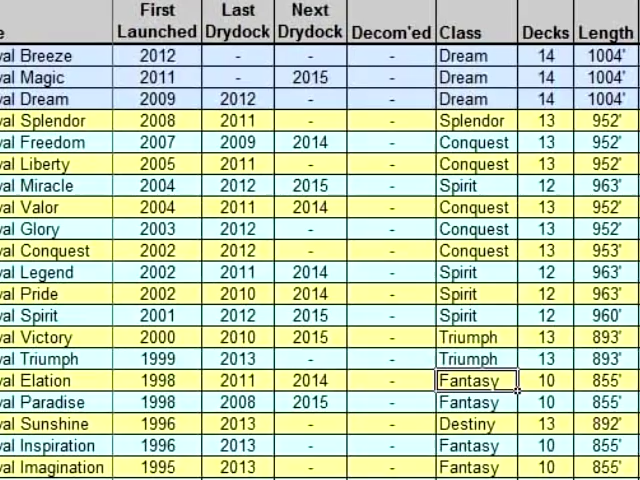 First Last Next
e Launched Drydock Drydock Decom'ed Class Decks Length
val Breeze 2012 - - - Dream 14 1004'
val Magic 2011 - 2015 - Dream 14 1004'
val Dream 2009 2012 - - Dream 14 1004'
val Splendor 2008 2011 - - Splendor 13 952'
val Freedom 2007 2009 2014 - Conquest 13 952'
val Liberty 2005 2011 - - Conquest 13 952'
val Miracle 2004 2012 2015 - Spirit 12 963'
val Valor 2004 2011 2014 - Conquest 13 952'
val Glory 2003 2012 - - Conquest 13 952'
val Conquest 2002 2012 - - Conquest 13 953'
val Legend 2002 2011 2014 - Spirit 12 963'
val Pride 2002 2010 2014 - Spirit 12 963'
val Spirit 2001 2012 2015 - Spirit 12 960'
val Victory 2000 2010 2015 - Triumph 13 893'
val Triumph 1999 2013 - - Triumph 13 893'
val Elation 1998 2011 2014 - Fantasy 10 855'
val Paradise 1998 2008 2015 - Fantasy 10 855'
val Sunshine 1996 2013 - - Destiny 13 892'
val Inspiration 1996 2013 - - Fantasy 10 855'
val Imagination 1995 2013 - - Fantasy 10 855'